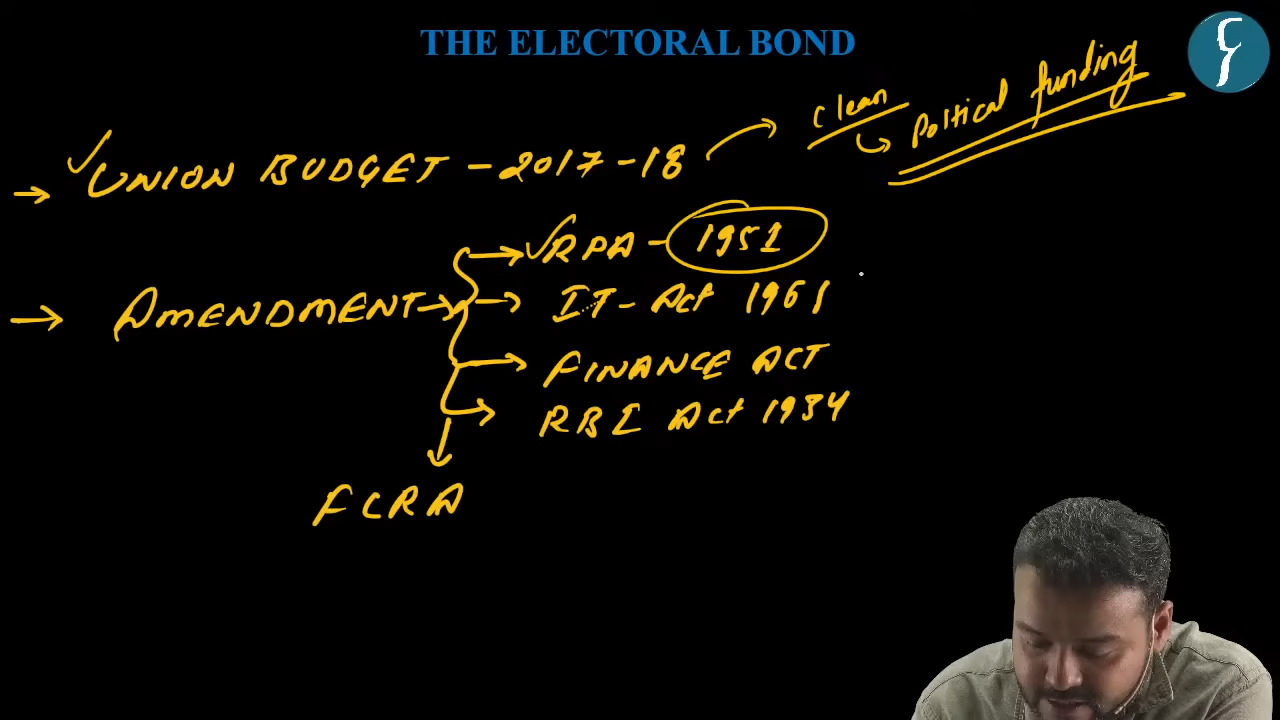 THE ELECTORAL BOND
clean
Political funding
UNION BUDGET - 2017-18
RPA - 1951
AMENDMENT
IT - Act 1961
FINANCE ACT
RBI Act 1934
FCRA